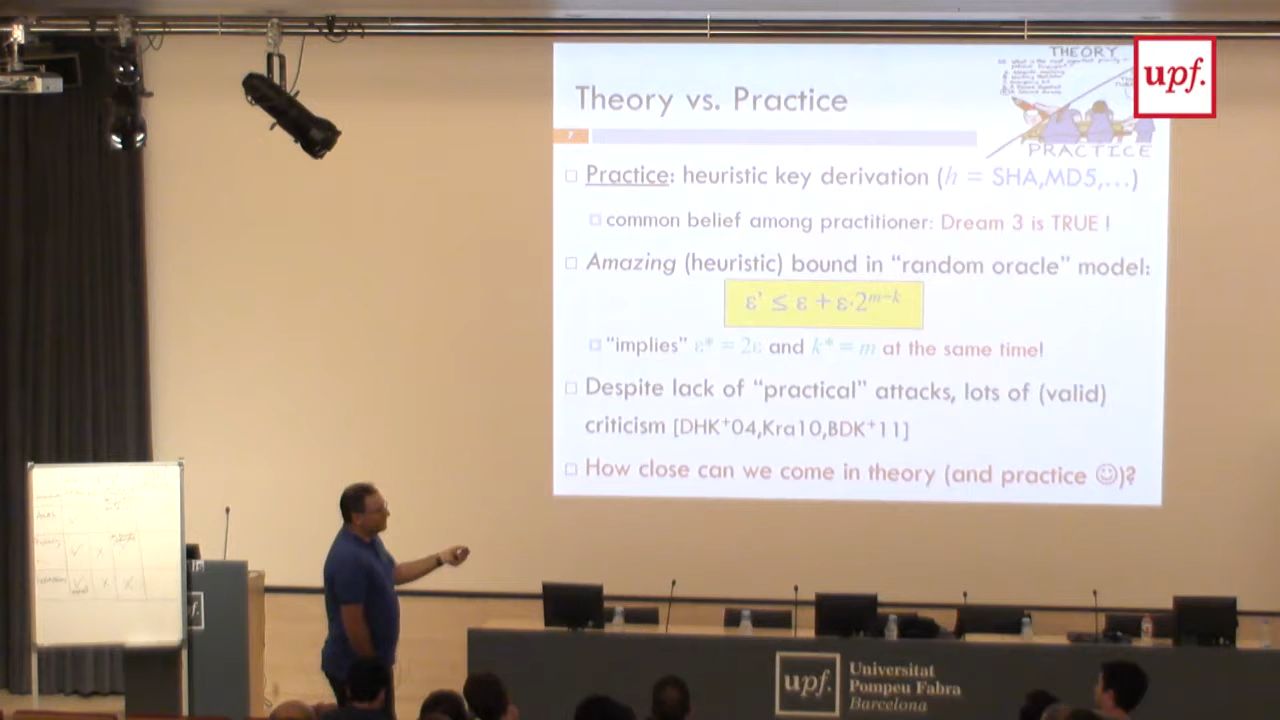 THEORY
upf.
Theory vs. Practice
7
PRACTICE
□ Practice: heuristic key derivation (h = SHA,MD5,…)
□ common belief among practitioner: Dream 3 is TRUE !
□ Amazing (heuristic) bound in “random oracle” model:
ε’ ≤ ε + ε·2^{m−k}
□ “implies” ε* = 2ε and k* = m at the same time!
□ Despite lack of “practical” attacks, lots of (valid)
criticism [DHK⁺04,Kra10,BDK⁺11]
□ How close can we come in theory (and practice ☺)?
upf.
Universitat
Pompeu Fabra
Barcelona